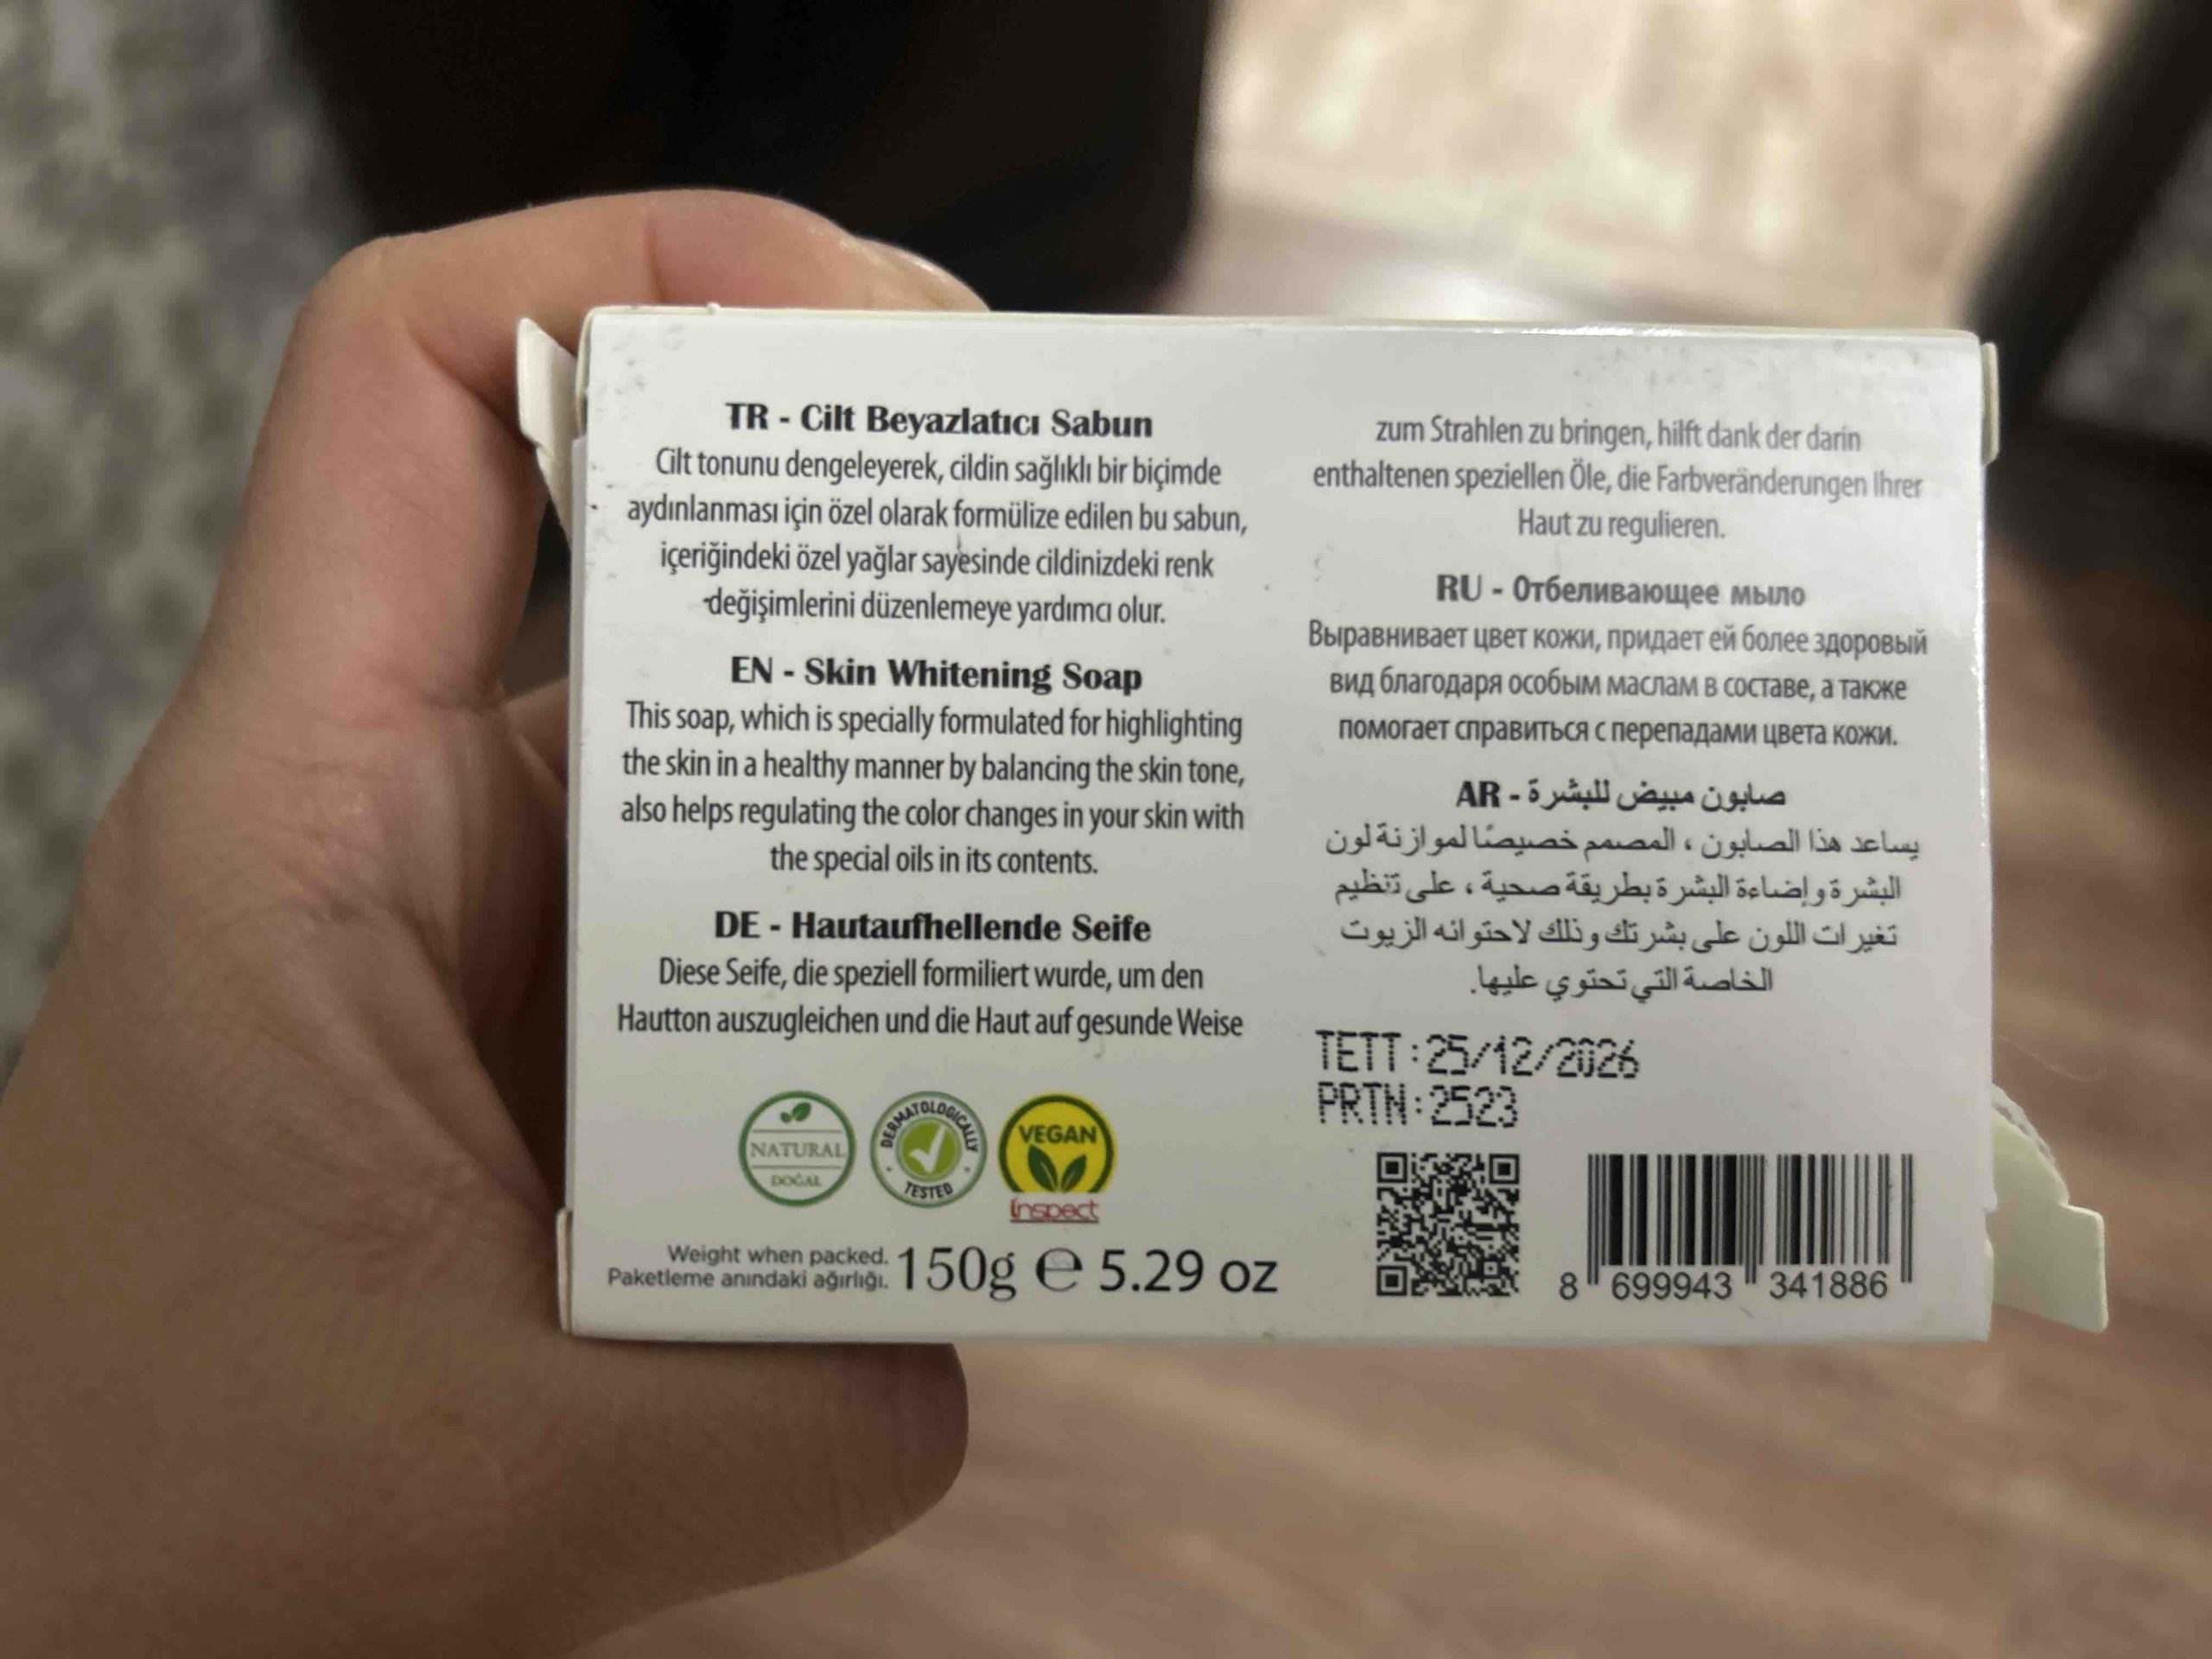 TR - Cilt Beyazlatıcı Sabun
Cilt tonunu dengeleyerek, cildin sağlıklı bir biçimde
aydınlanması için özel olarak formülize edilen bu sabun,
içeriğindeki özel yağlar sayesinde cildinizdeki renk
değişimlerini düzenlemeye yardımcı olur.
EN - Skin Whitening Soap
This soap, which is specially formulated for highlighting
the skin in a healthy manner by balancing the skin tone,
also helps regulating the color changes in your skin with
the special oils in its contents.
DE - Hautaufhellende Seife
Diese Seife, die speziell formiliert wurde, um den
Hautton auszugleichen und die Haut auf gesunde Weise
NATURAL
DOĞAL
DERMATOLOGICALLY
TESTED
VEGAN
inspect
Weight when packed.
Paketleme anındaki ağırlığı.
150g e 5.29 oz
zum Strahlen zu bringen, hilft dank der darin
enthaltenen speziellen Öle, die Farbveränderungen Ihrer
Haut zu regulieren.
RU - Отбеливающее мыло
Выравнивает цвет кожи, придает ей более здоровый
вид благодаря особым маслам в составе, а также
помогает справиться с перепадами цвета кожи.
AR - صابون مبيض للبشرة
يساعد هذا الصابون ، المصمم خصيصًا لموازنة لون
البشرة وإضاءة البشرة بطريقة صحية ، على تنظيم
تغيرات اللون على بشرتك وذلك لاحتوائه الزيوت
الخاصة التي تحتوي عليها.
TETT:25/12/2026
PRTN:2523
8 699943 341886